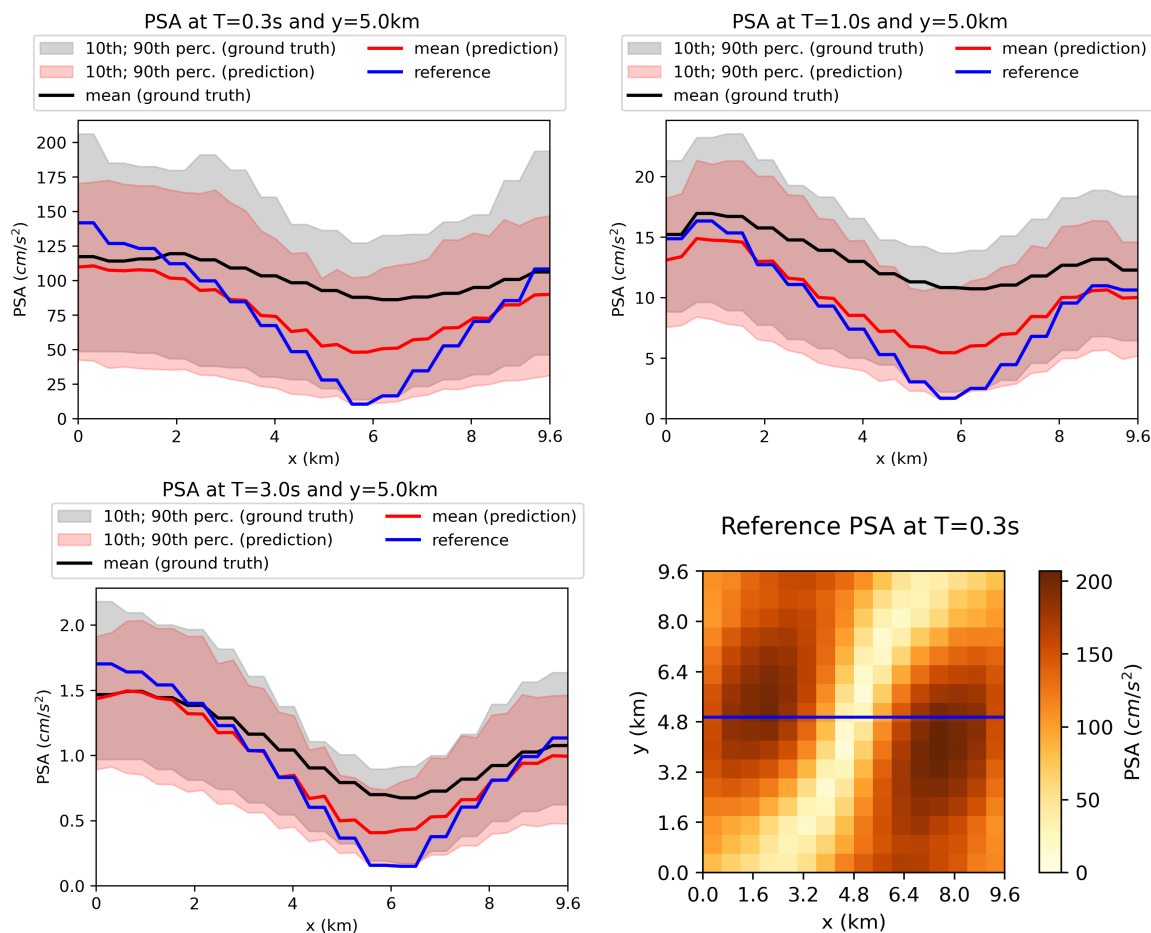 PSA at T=0.3s and y=5.0km
10th; 90th perc. (ground truth)
10th; 90th perc. (prediction)
mean (ground truth)
mean (prediction)
reference
PSA (cm/s²)
200
175
150
125
100
75
50
25
0
0 2 4 6 8 9.6
x (km)
PSA at T=1.0s and y=5.0km
10th; 90th perc. (ground truth)
10th; 90th perc. (prediction)
mean (ground truth)
mean (prediction)
reference
PSA (cm/s²)
20
15
10
5
0
0 2 4 6 8 9.6
x (km)
PSA at T=3.0s and y=5.0km
10th; 90th perc. (ground truth)
10th; 90th perc. (prediction)
mean (ground truth)
mean (prediction)
reference
PSA (cm/s²)
2.0
1.5
1.0
0.5
0.0
0 2 4 6 8 9.6
x (km)
Reference PSA at T=0.3s
y (km)
9.6
8.0
6.4
4.8
3.2
1.6
0.0
0.0 1.6 3.2 4.8 6.4 8.0 9.6
x (km)
200
150
100
50
0
PSA (cm/s²)